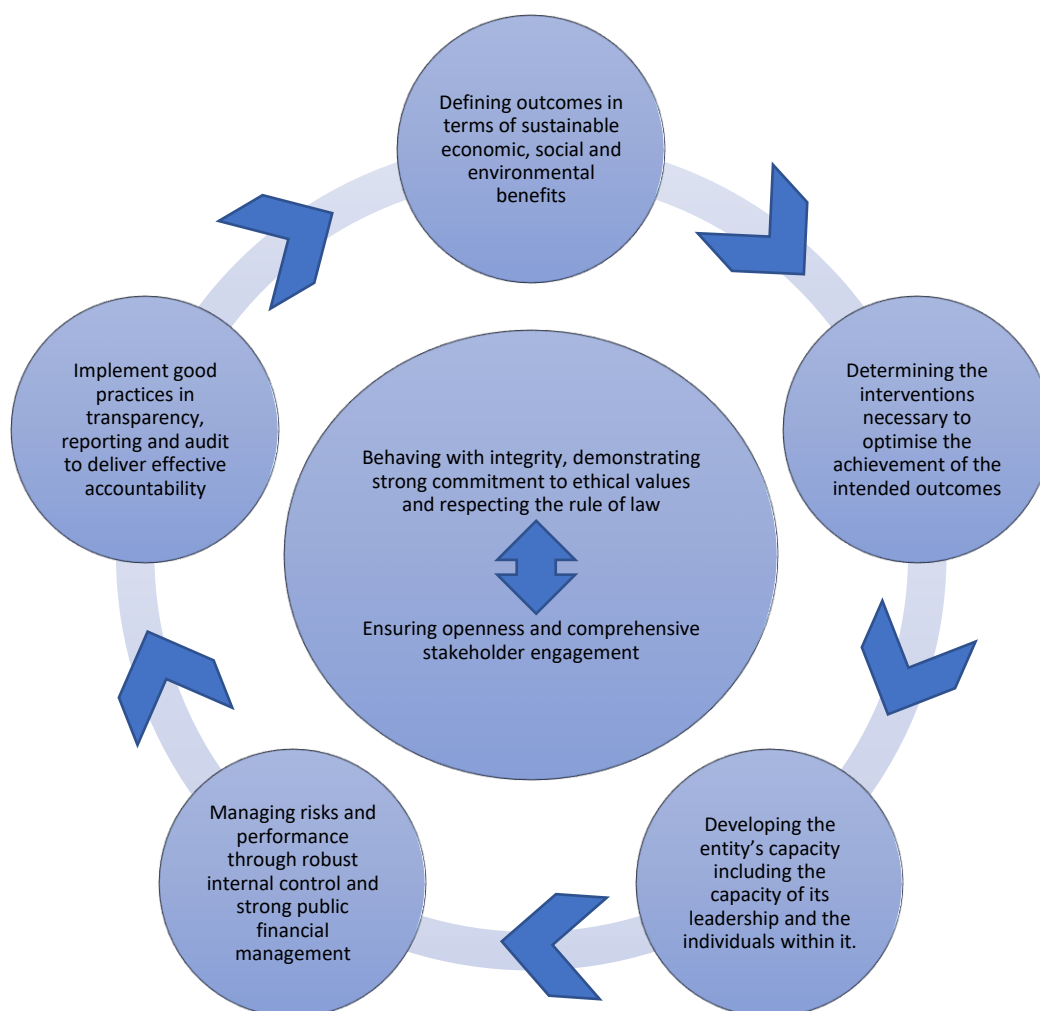 Defining outcomes in
terms of sustainable
economic, social and
environmental
benefits
Determining the
interventions
necessary to
optimise the
achievement of the
intended outcomes
Developing the
entity’s capacity
including the
capacity of its
leadership and the
individuals within it.
Managing risks and
performance
through robust
internal control and
strong public
financial
management
Implement good
practices in
transparency,
reporting and audit
to deliver effective
accountability
Behaving with integrity, demonstrating
strong commitment to ethical values
and respecting the rule of law
Ensuring openness and comprehensive
stakeholder engagement